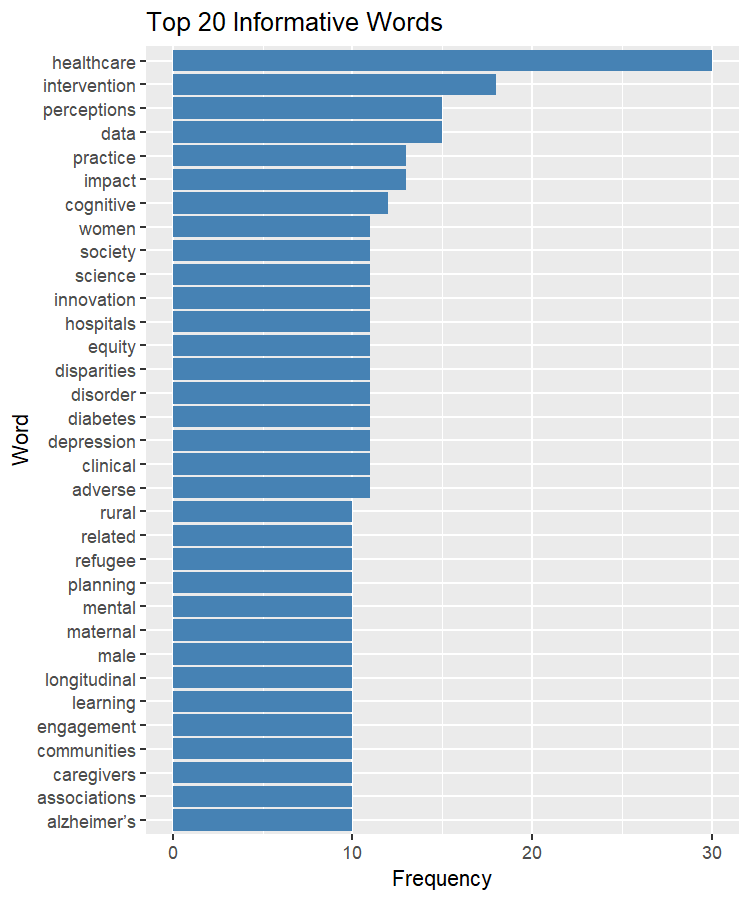 Top 20 Informative Words
healthcare
intervention
perceptions
data
practice
impact
cognitive
women
society
science
innovation
hospitals
equity
disparities
disorder
diabetes
depression
clinical
adverse
rural
related
refugee
planning
mental
maternal
male
longitudinal
learning
engagement
communities
caregivers
associations
alzheimer’s
Word
0 10 20 30
Frequency